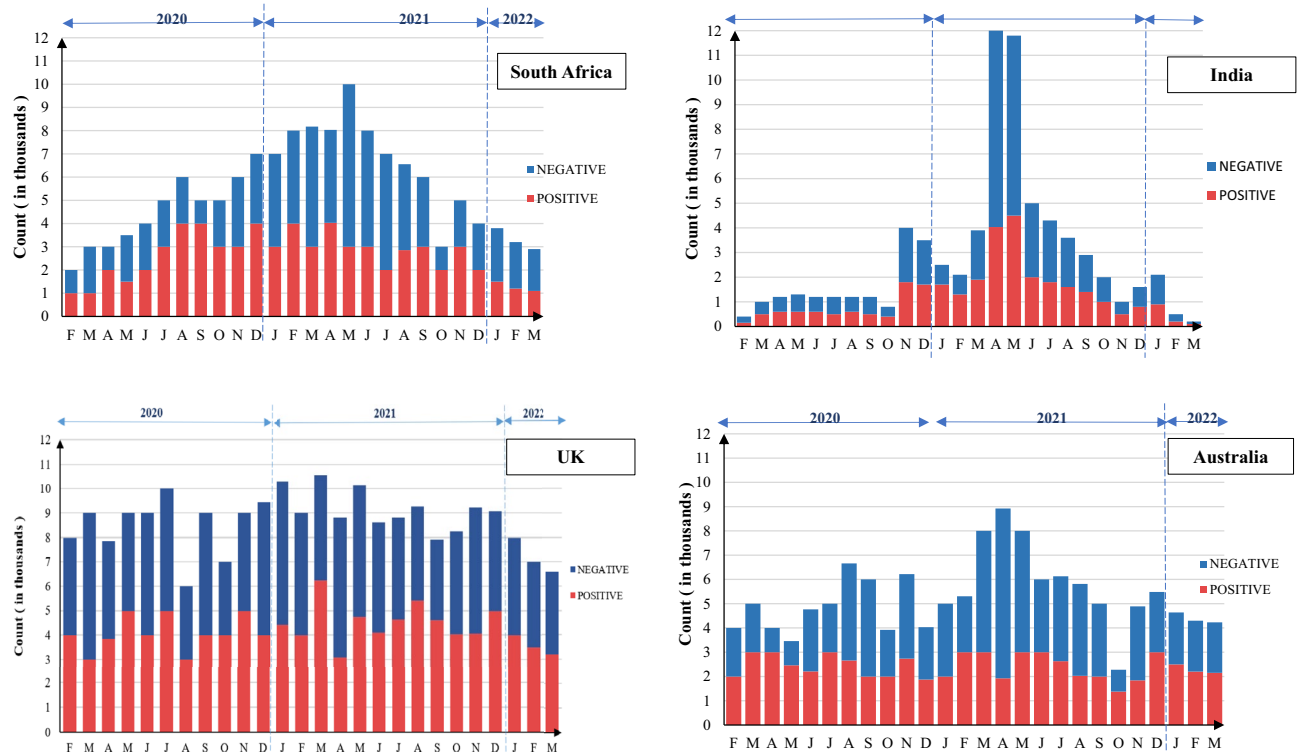 2020 2021 2022
South Africa
Count ( in thousands )
12
11
10
9
8
7
6
5
4
3
2
1
0
NEGATIVE
POSITIVE
F M A M J J A S O N D J F M A M J J A S O N D J F M
India
Count ( in thousands )
12
11
10
9
8
7
6
5
4
3
2
1
0
NEGATIVE
POSITIVE
F M A M J J A S O N D J F M A M J J A S O N D J F M
2020 2021 2022
UK
Count ( in thousands )
12
11
10
9
8
7
6
5
4
3
2
1
0
NEGATIVE
POSITIVE
F M A M J J A S O N D J F M A M J J A S O N D J F M
2020 2021 2022
Australia
Count ( in thousands )
12
11
10
9
8
7
6
5
4
3
2
1
0
NEGATIVE
POSITIVE
F M A M J J A S O N D J F M A M J J A S O N D J F M